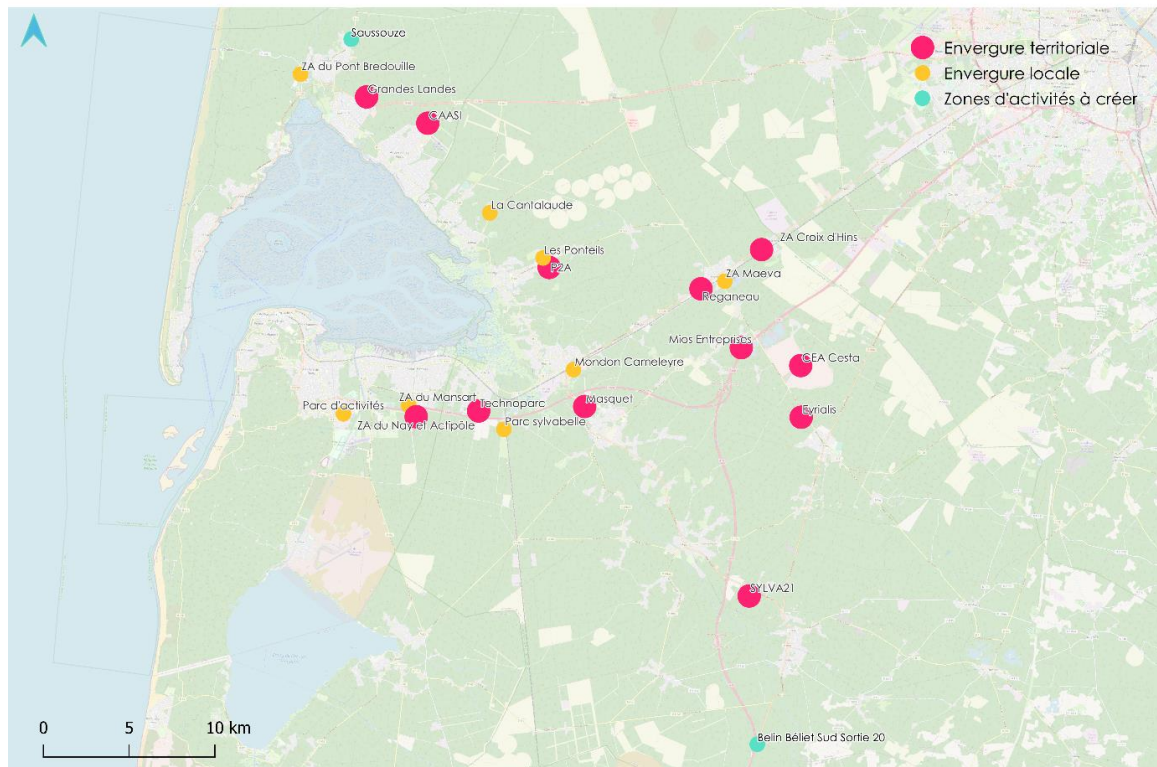 Saussouze
ZA du Pont Bredouille
Grandes Landes
CAASI
Envergure territoriale
Envergure locale
Zones d'activités à créer
La Cantalaude
Les Ponteils
P2A
ZA Croix d'Hins
ZA Maeva
Reganeau
Mios Entreprises
CEA Cesta
Mondon Carneleyre
Masquet
ZA du Mansart
Technoparc
Parc d'activités
ZA du Nay et Actipôle
Parc sylvabelle
Eyrialis
SYLVA21
Belin Béliet Sud Sortie 20
0 5 10 km